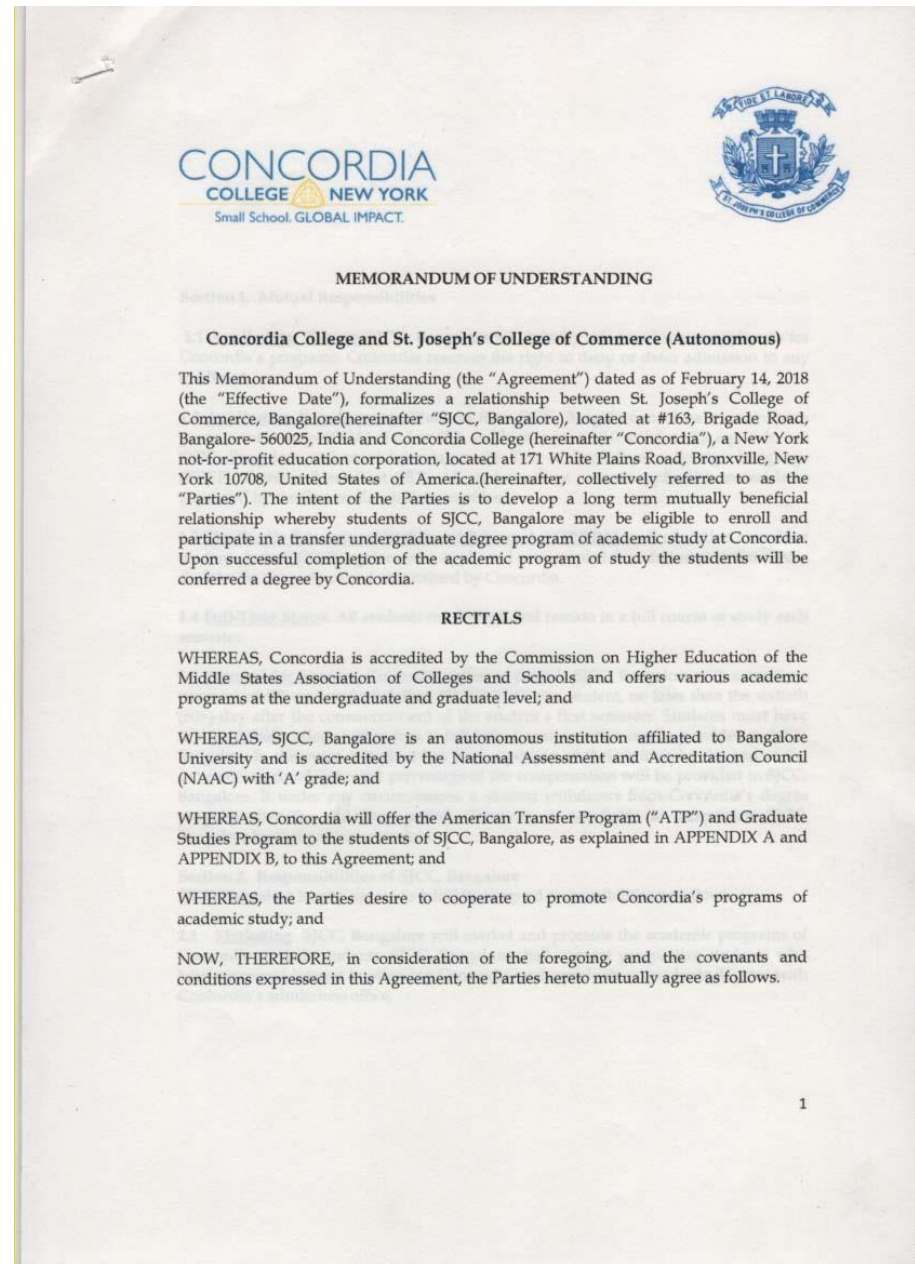 CONCORDIA
COLLEGE NEW YORK
Small School. GLOBAL IMPACT.
FIDE ET LABORE
ST. JOSEPH'S COLLEGE OF COMMERCE
MEMORANDUM OF UNDERSTANDING
Section 1. Mutual Responsibilities
Concordia College and St. Joseph's College of Commerce (Autonomous)
This Memorandum of Understanding (the "Agreement") dated as of February 14, 2018
(the "Effective Date"), formalizes a relationship between St. Joseph's College of
Commerce, Bangalore(hereinafter "SJCC, Bangalore), located at #163, Brigade Road,
Bangalore- 560025, India and Concordia College (hereinafter "Concordia"), a New York
not-for-profit education corporation, located at 171 White Plains Road, Bronxville, New
York 10708, United States of America.(hereinafter, collectively referred to as the
"Parties"). The intent of the Parties is to develop a long term mutually beneficial
relationship whereby students of SJCC, Bangalore may be eligible to enroll and
participate in a transfer undergraduate degree program of academic study at Concordia.
Upon successful completion of the academic program of study the students will be
conferred a degree by Concordia.
RECITALS
WHEREAS, Concordia is accredited by the Commission on Higher Education of the
Middle States Association of Colleges and Schools and offers various academic
programs at the undergraduate and graduate level; and
WHEREAS, SJCC, Bangalore is an autonomous institution affiliated to Bangalore
University and is accredited by the National Assessment and Accreditation Council
(NAAC) with 'A' grade; and
WHEREAS, Concordia will offer the American Transfer Program ("ATP") and Graduate
Studies Program to the students of SJCC, Bangalore, as explained in APPENDIX A and
APPENDIX B, to this Agreement; and
Section 2. Responsibilities of SJCC, Bangalore
WHEREAS, the Parties desire to cooperate to promote Concordia's programs of
academic study; and
NOW, THEREFORE, in consideration of the foregoing, and the covenants and
conditions expressed in this Agreement, the Parties hereto mutually agree as follows.
Concordia's admission office.
1